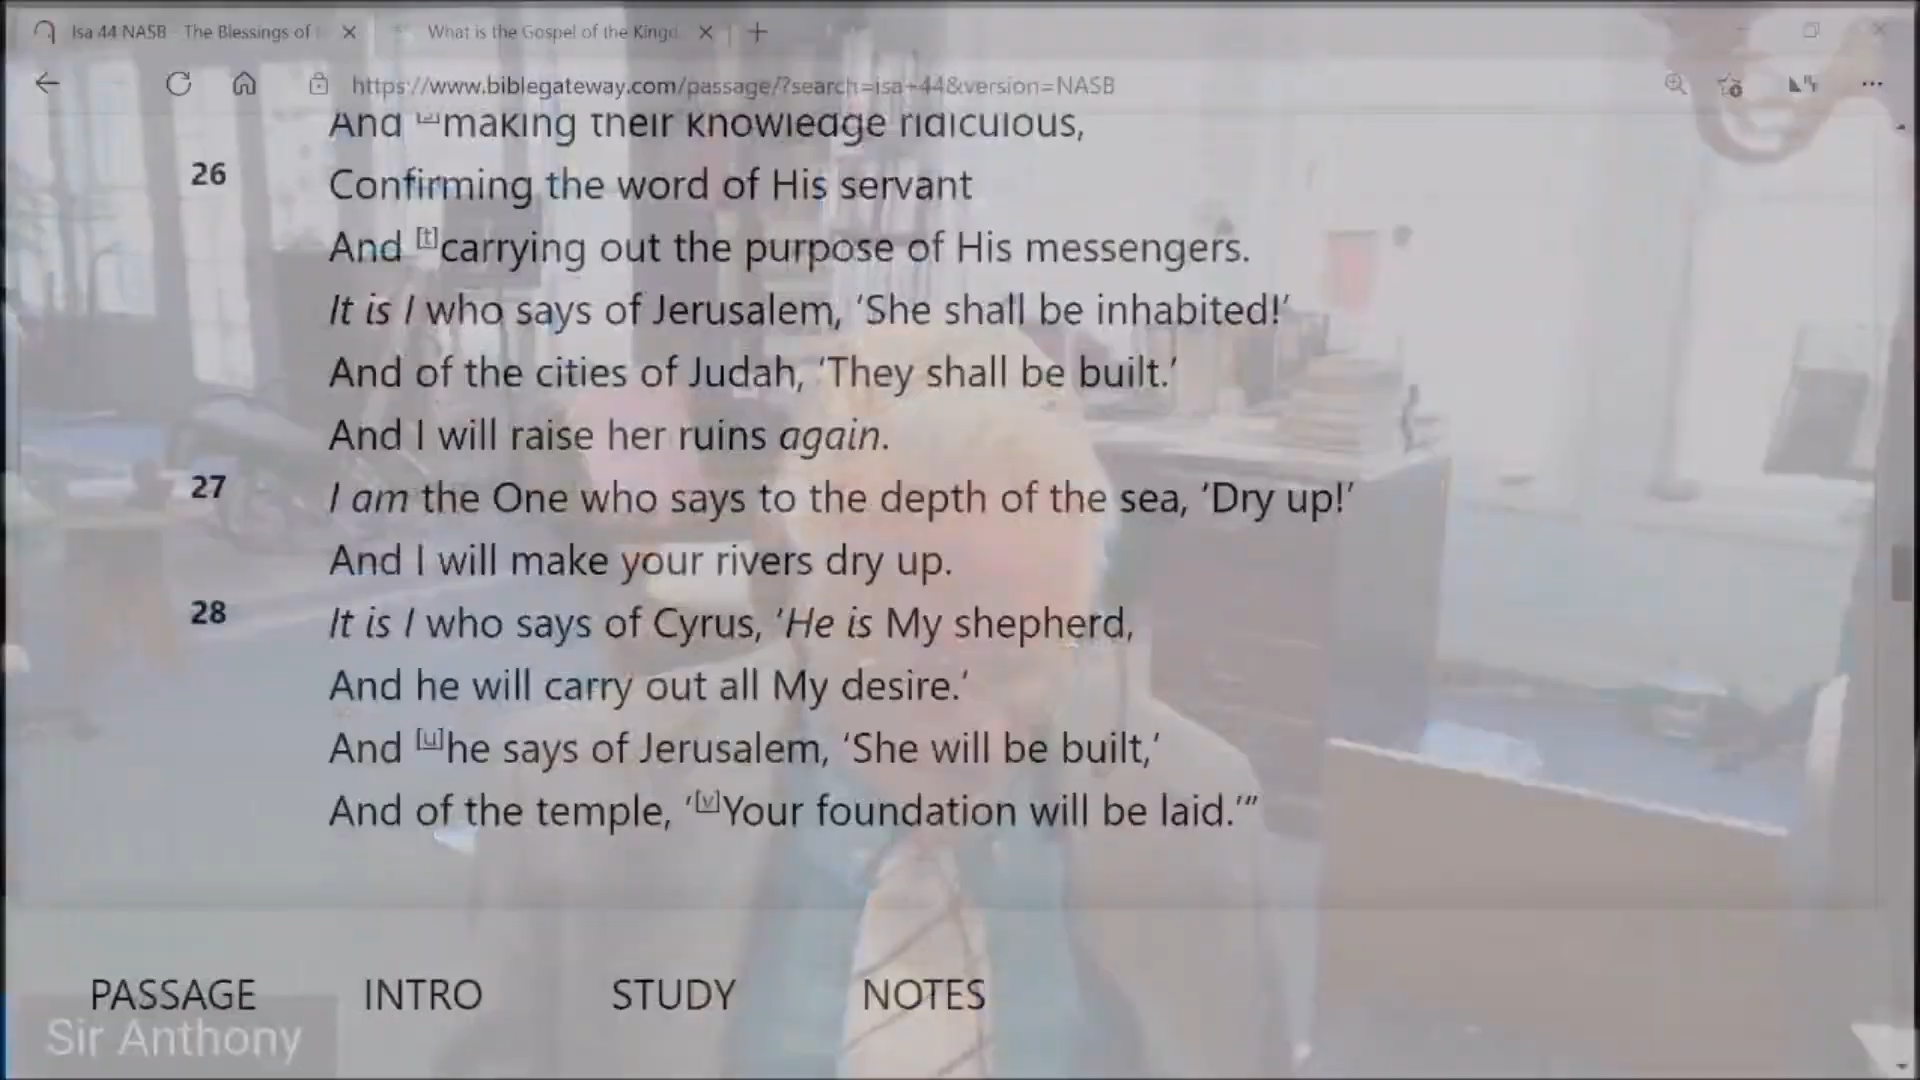 Isa 44 NASB - The Blessings of
What is the Gospel of the Kingd
https://www.biblegateway.com/passage/?search=isa+44&version=NASB
And making their knowledge ridiculous,
26 Confirming the word of His servant
And [t]carrying out the purpose of His messengers.
It is I who says of Jerusalem, ‘She shall be inhabited!’
And of the cities of Judah, ‘They shall be built.’
And I will raise her ruins again.
27 I am the One who says to the depth of the sea, ‘Dry up!’
And I will make your rivers dry up.
28 It is I who says of Cyrus, ‘He is My shepherd,
And he will carry out all My desire.’
And [u]he says of Jerusalem, ‘She will be built,’
And of the temple, ‘[v]Your foundation will be laid.’”
PASSAGE INTRO STUDY NOTES
Sir Anthony